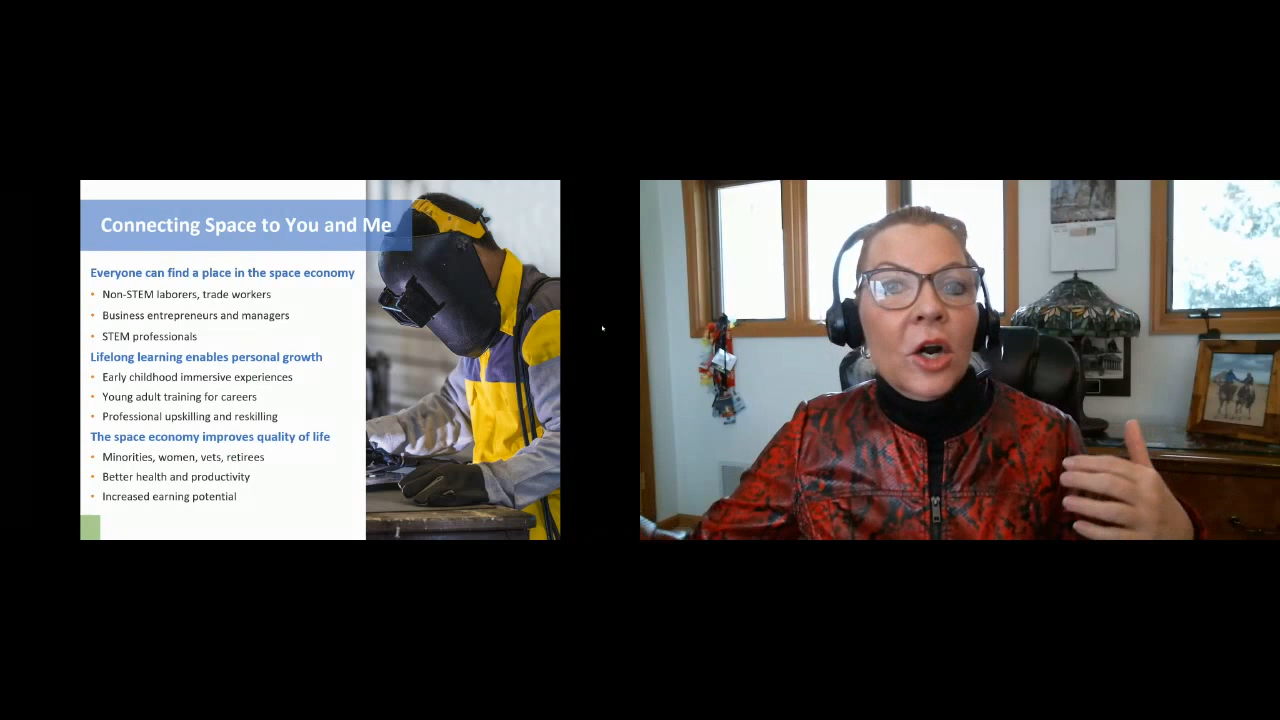 Connecting Space to You and Me
Everyone can find a place in the space economy
• Non-STEM laborers, trade workers
• Business entrepreneurs and managers
• STEM professionals
Lifelong learning enables personal growth
• Early childhood immersive experiences
• Young adult training for careers
• Professional upskilling and reskilling
The space economy improves quality of life
• Minorities, women, vets, retirees
• Better health and productivity
• Increased earning potential